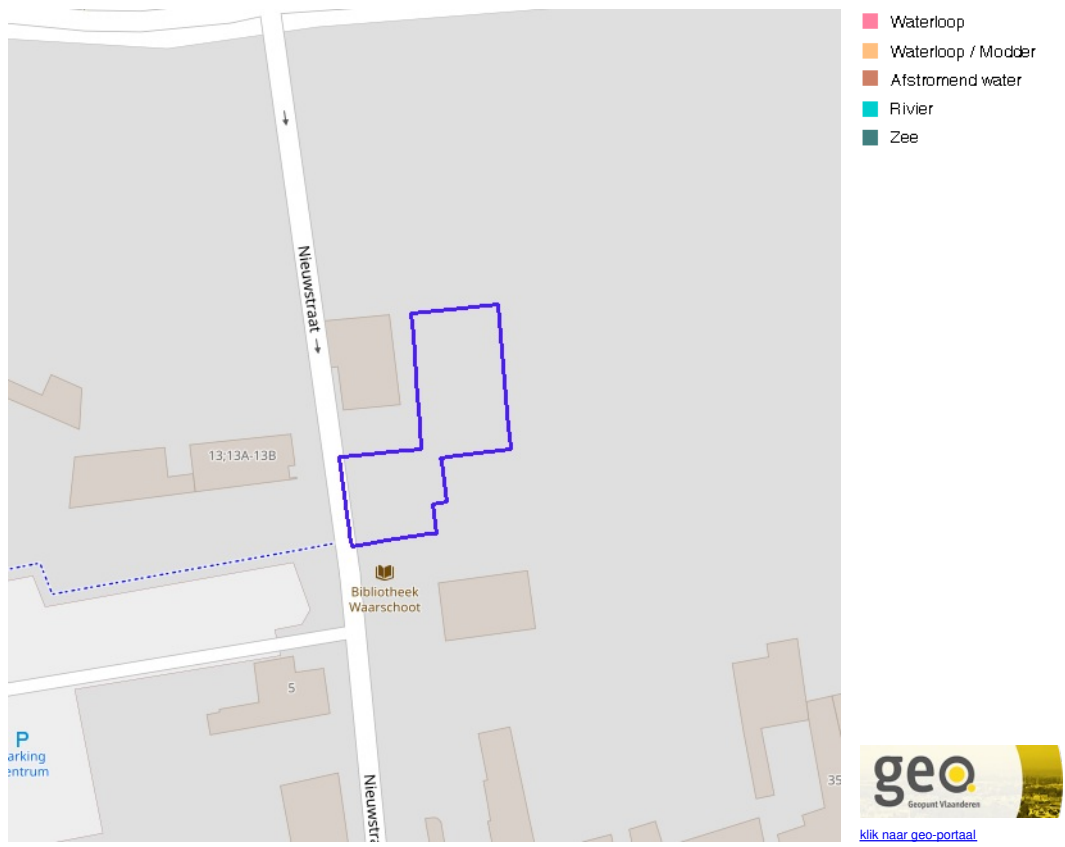 Waterloop
Waterloop / Modder
Afstromend water
Rivier
Zee
Nieuwstraat
13;13A-13B
Bibliotheek
Waarschoot
5
P
arking
entrum
Nieuwstra
35
geo.
Geopunt Vlaanderen
klik naar geo-portaal